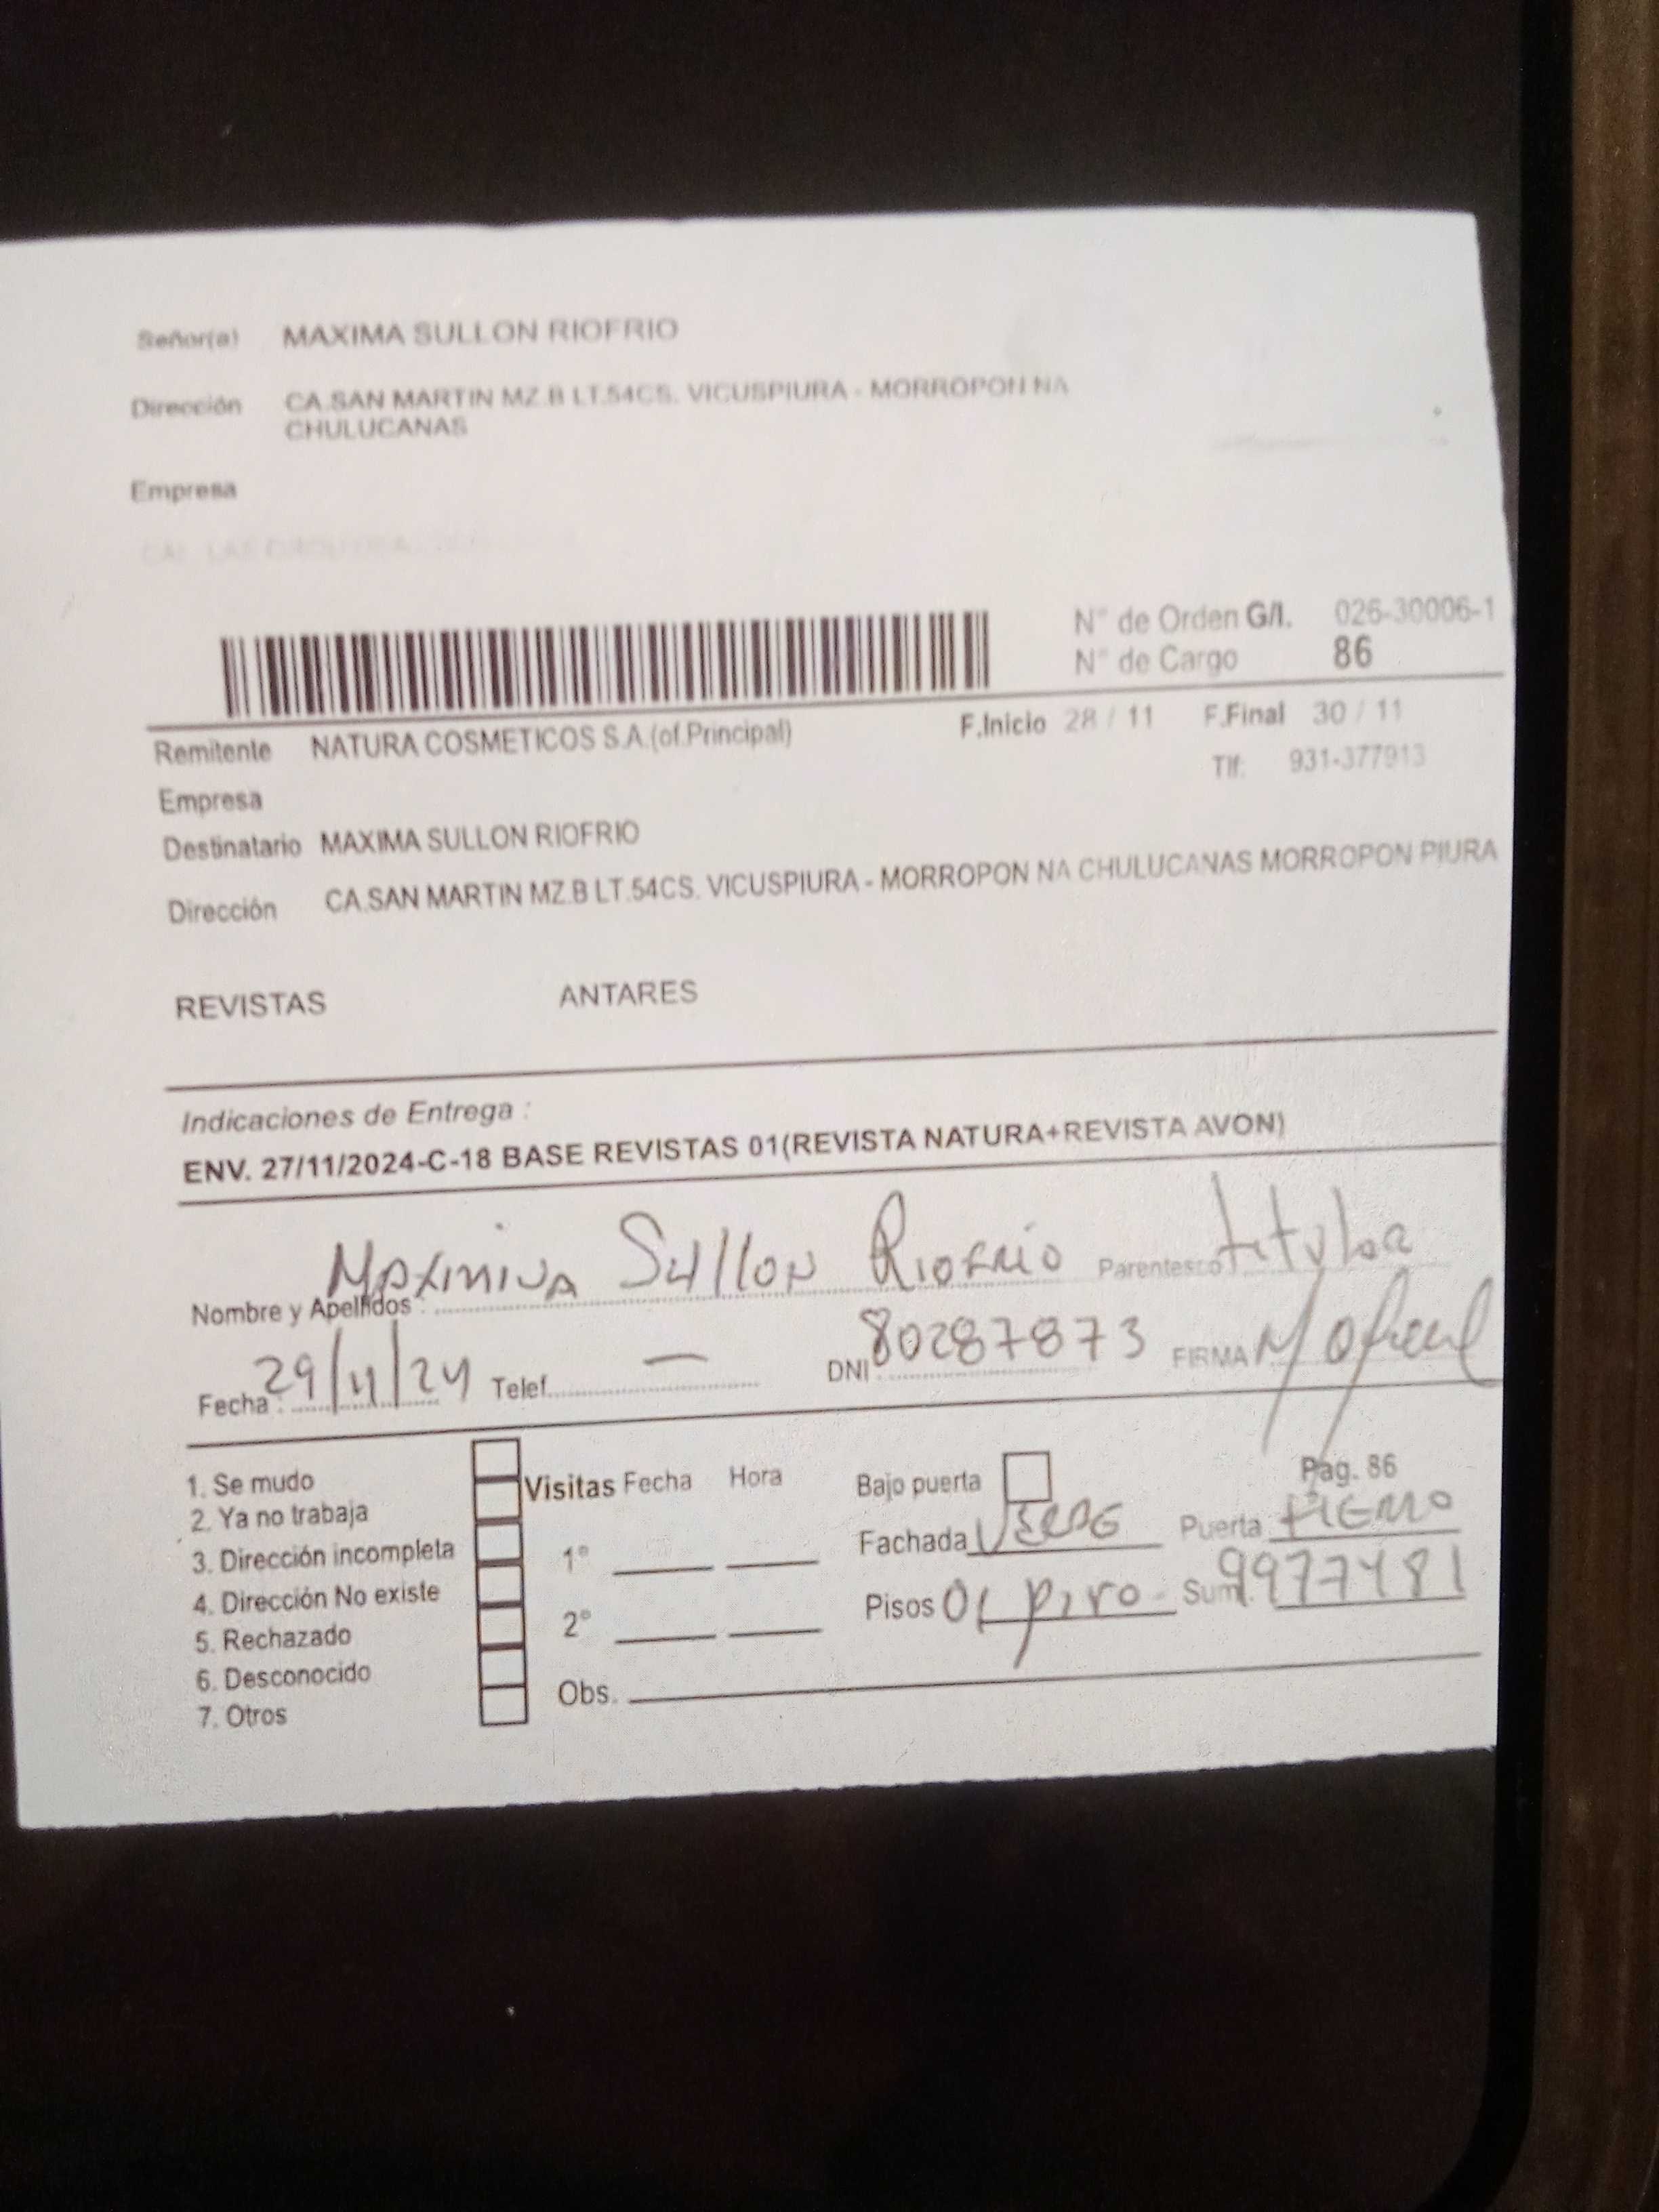 Señor(a) MAXIMA SULLON RIOFRIO
Dirección CA.SAN MARTIN MZ.B LT.54CS. VICUSPIURA - MORROPON NA
CHULUCANAS
Empresa
N° de Orden G/I. 026-30006-1
N° de Cargo 86
Remitente NATURA COSMETICOS S.A.(of.Principal) F.Inicio 28 / 11 F.Final 30 / 11
Empresa Tlf: 931-377913
Destinatario MAXIMA SULLON RIOFRIO
Dirección CA.SAN MARTIN MZ.B LT.54CS. VICUSPIURA - MORROPON NA CHULUCANAS MORROPON PIURA
REVISTAS ANTARES
Indicaciones de Entrega :
ENV. 27/11/2024-C-18 BASE REVISTAS 01(REVISTA NATURA+REVISTA AVON)
Nombre y Apellidos : Maximina Sullon Riofrio Parentesco titular
Fecha : 29/11/24 Telef. — DNI : 80287873 FIRMA
1. Se mudo
2. Ya no trabaja
3. Dirección incompleta
4. Dirección No existe
5. Rechazado
6. Desconocido
7. Otros
Visitas Fecha Hora
1°
2°
Obs.
Bajo puerta Pag. 86
Fachada VERDE Puerta FIERRO
Pisos 01 piso Sum. 9977481